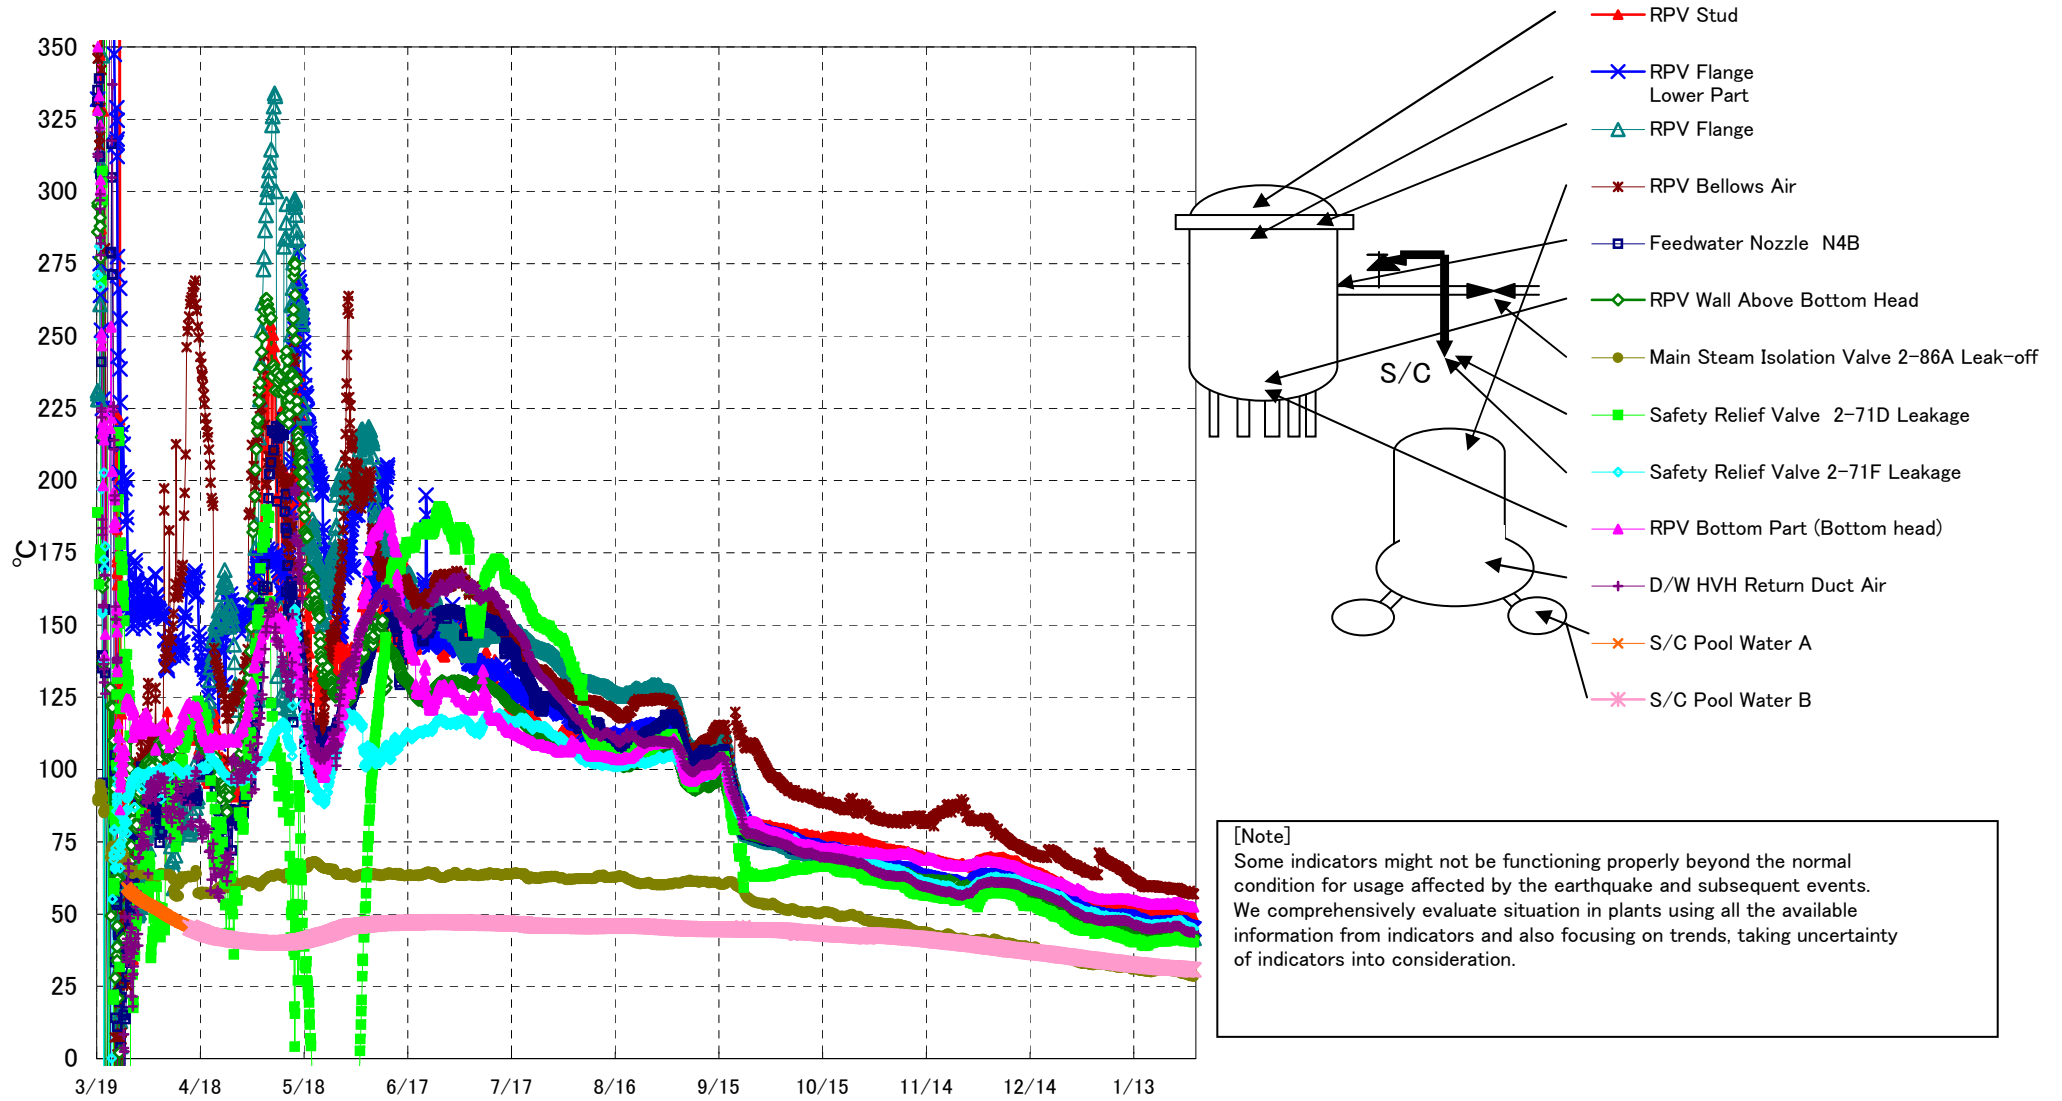 350
325
300
275
250
225
200
175
150
125
100
75
50
25
0
℃
3/19 4/18 5/18 6/17 7/17 8/16 9/15 10/15 11/14 12/14 1/13
RPV Stud
RPV Flange
Lower Part
RPV Flange
RPV Bellows Air
Feedwater Nozzle N4B
RPV Wall Above Bottom Head
Main Steam Isolation Valve 2-86A Leak-off
Safety Relief Valve 2-71D Leakage
Safety Relief Valve 2-71F Leakage
RPV Bottom Part (Bottom head)
D/W HVH Return Duct Air
S/C Pool Water A
S/C Pool Water B
S/C
[Note]
Some indicators might not be functioning properly beyond the normal
condition for usage affected by the earthquake and subsequent events.
We comprehensively evaluate situation in plants using all the available
information from indicators and also focusing on trends, taking uncertainty
of indicators into consideration.